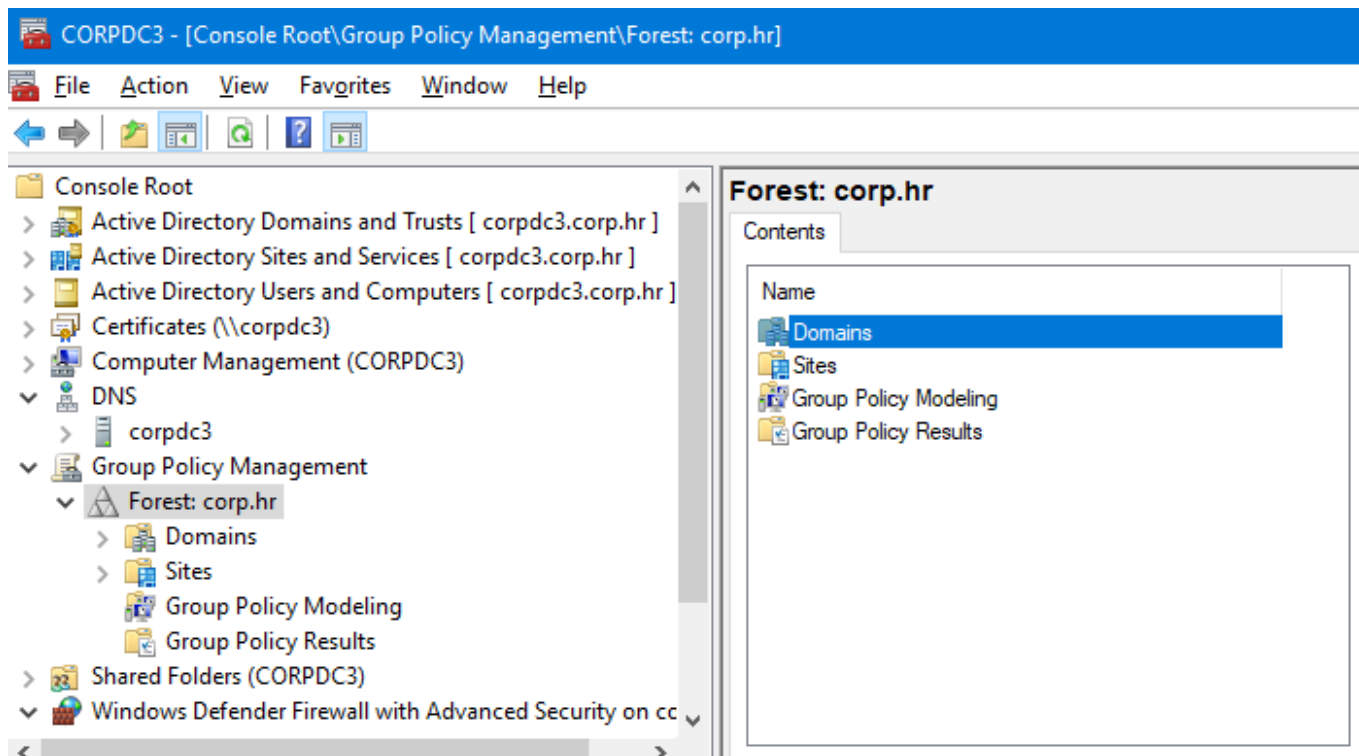 CORPDC3 - [Console Root\Group Policy Management\Forest: corp.hr]
File Action View Favorites Window Help
Console Root
Active Directory Domains and Trusts [ corpdc3.corp.hr ]
Active Directory Sites and Services [ corpdc3.corp.hr ]
Active Directory Users and Computers [ corpdc3.corp.hr ]
Certificates (\\corpdc3)
Computer Management (CORPDC3)
DNS
corpdc3
Group Policy Management
Forest: corp.hr
Domains
Sites
Group Policy Modeling
Group Policy Results
Shared Folders (CORPDC3)
Windows Defender Firewall with Advanced Security on cc
Forest: corp.hr
Contents
Name
Domains
Sites
Group Policy Modeling
Group Policy Results